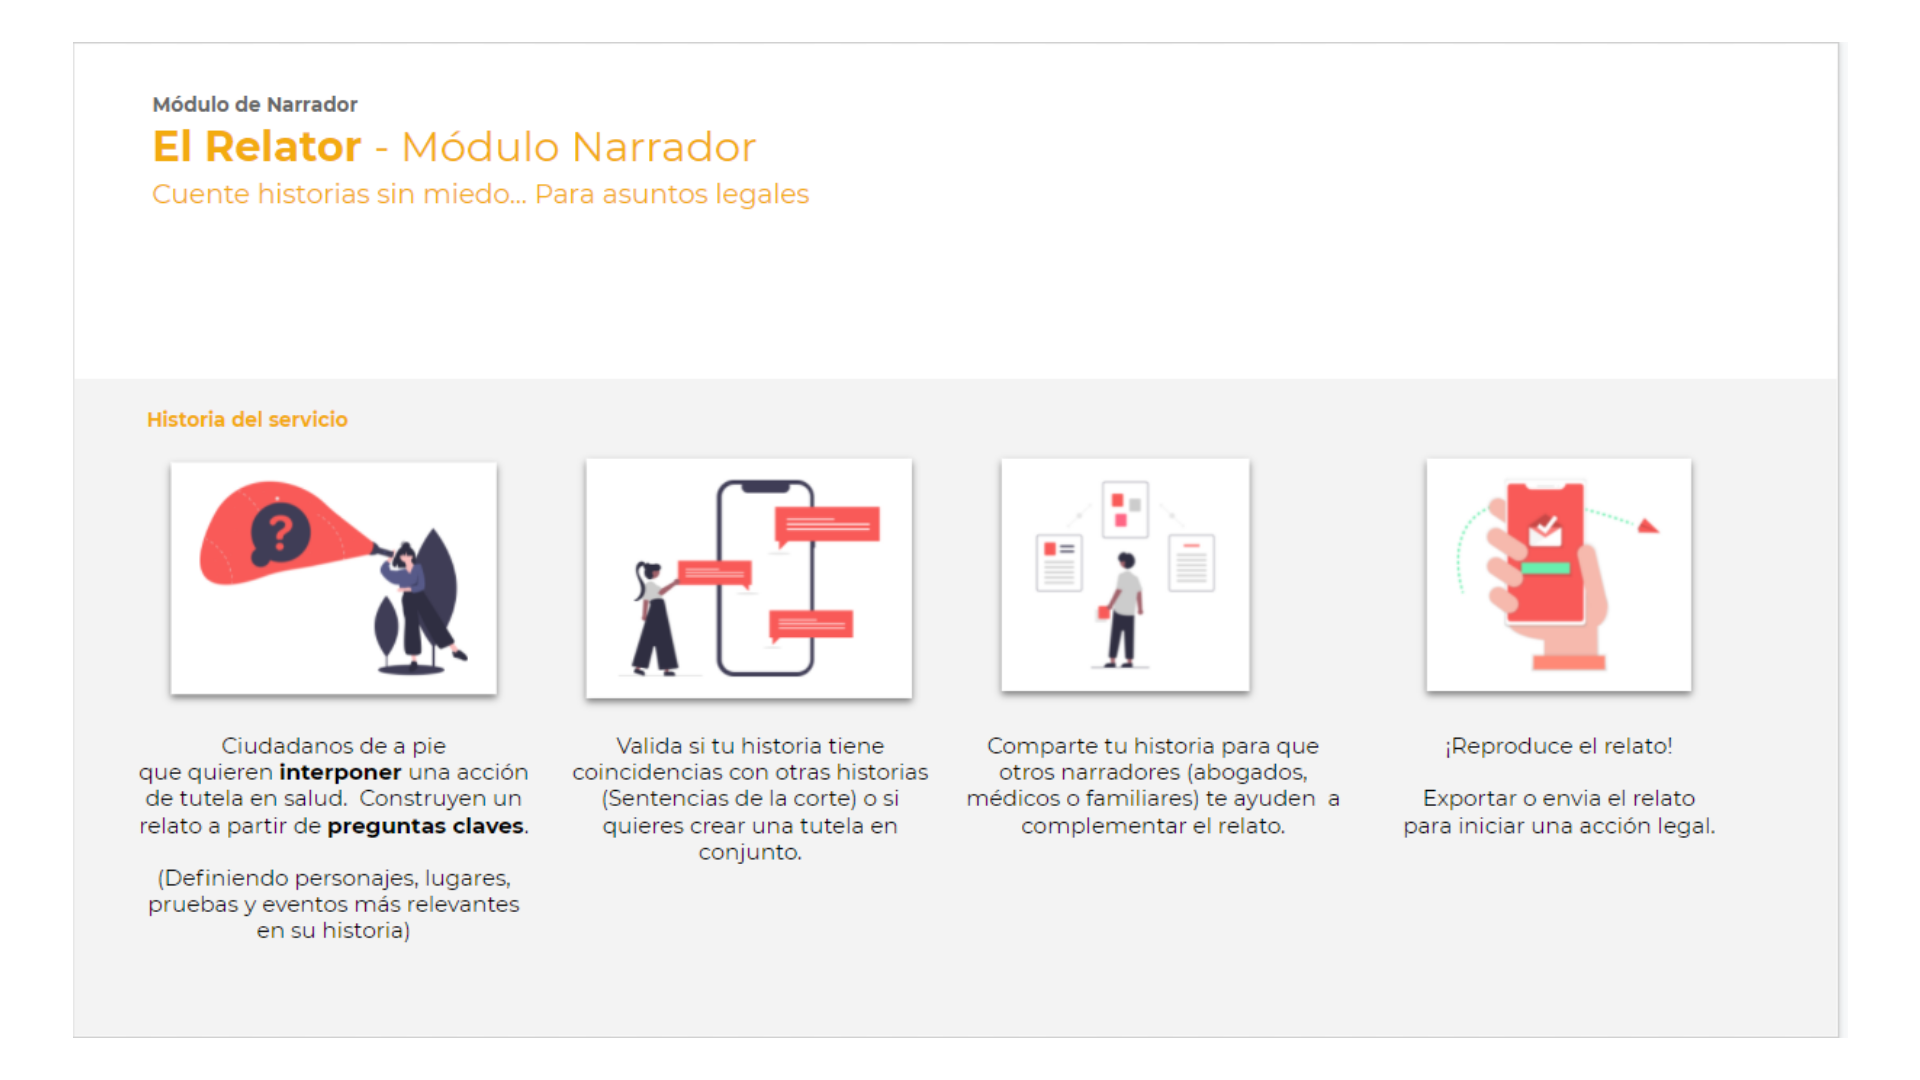 Módulo de Narrador
El Relator - Módulo Narrador
Cuente historias sin miedo... Para asuntos legales
Historia del servicio
?
Ciudadanos de a pie
que quieren interponer una acción
de tutela en salud. Construyen un
relato a partir de preguntas claves.
(Definiendo personajes, lugares,
pruebas y eventos más relevantes
en su historia)
Valida si tu historia tiene
coincidencias con otras historias
(Sentencias de la corte) o si
quieres crear una tutela en
conjunto.
Comparte tu historia para que
otros narradores (abogados,
médicos o familiares) te ayuden a
complementar el relato.
¡Reproduce el relato!
Exportar o envia el relato
para iniciar una acción legal.